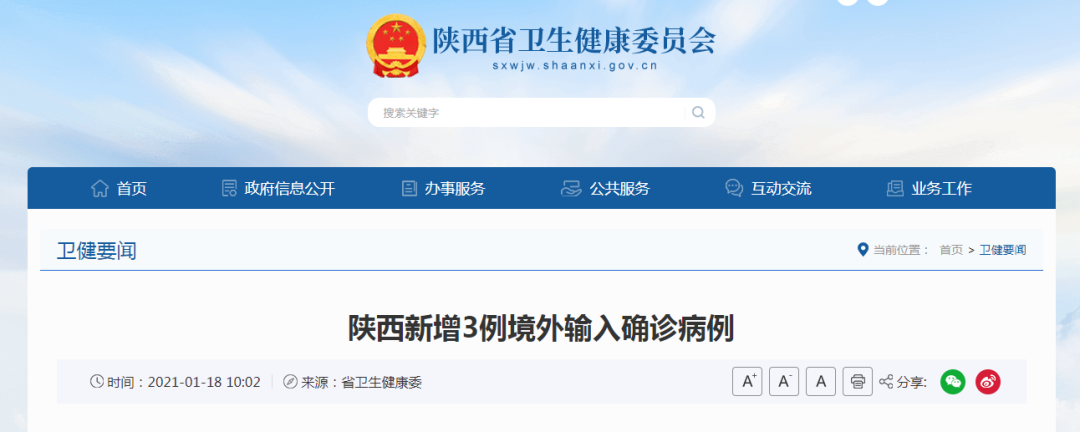 陕西省卫生健康委员会
sxwjw.shaanxi.gov.cn
搜索关键字
首页 政府信息公开 办事服务 公共服务 互动交流 业务工作
卫健要闻 当前位置： 首页 > 卫健要闻
陕西新增3例境外输入确诊病例
时间：2021-01-18 10:02 来源：省卫生健康委 A+ A- A 分享: